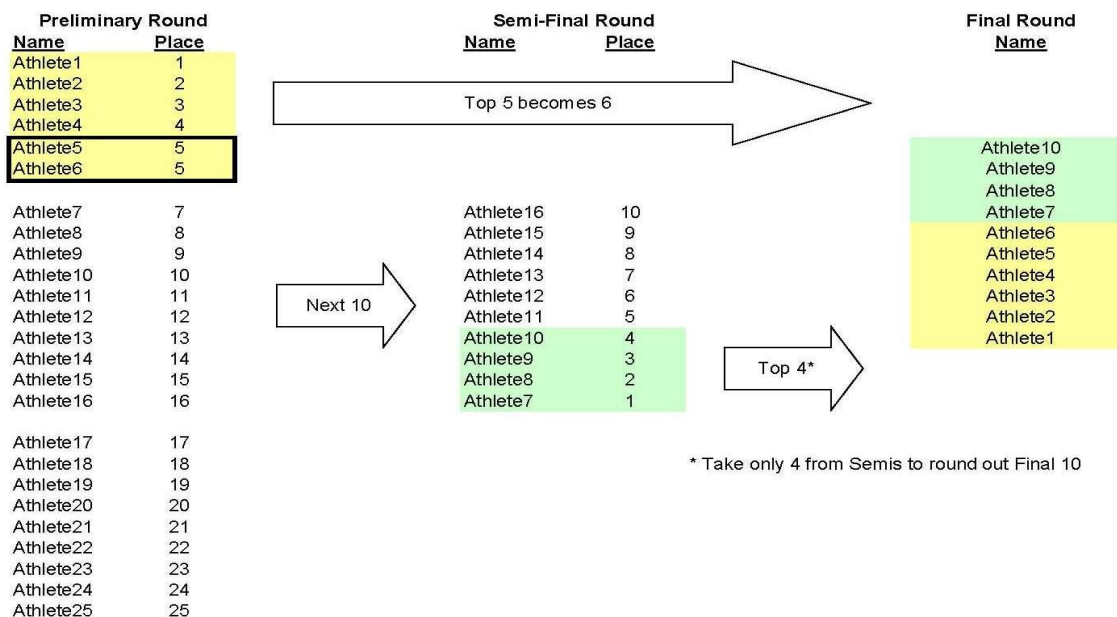 Preliminary Round
Name Place
Athlete1 1
Athlete2 2
Athlete3 3
Athlete4 4
Athlete5 5
Athlete6 5
Athlete7 7
Athlete8 8
Athlete9 9
Athlete10 10
Athlete11 11
Athlete12 12
Athlete13 13
Athlete14 14
Athlete15 15
Athlete16 16
Athlete17 17
Athlete18 18
Athlete19 19
Athlete20 20
Athlete21 21
Athlete22 22
Athlete23 23
Athlete24 24
Athlete25 25
Top 5 becomes 6
Next 10
Semi-Final Round
Name Place
Athlete16 10
Athlete15 9
Athlete14 8
Athlete13 7
Athlete12 6
Athlete11 5
Athlete10 4
Athlete9 3
Athlete8 2
Athlete7 1
Top 4*
Final Round
Name
Athlete10
Athlete9
Athlete8
Athlete7
Athlete6
Athlete5
Athlete4
Athlete3
Athlete2
Athlete1
* Take only 4 from Semis to round out Final 10